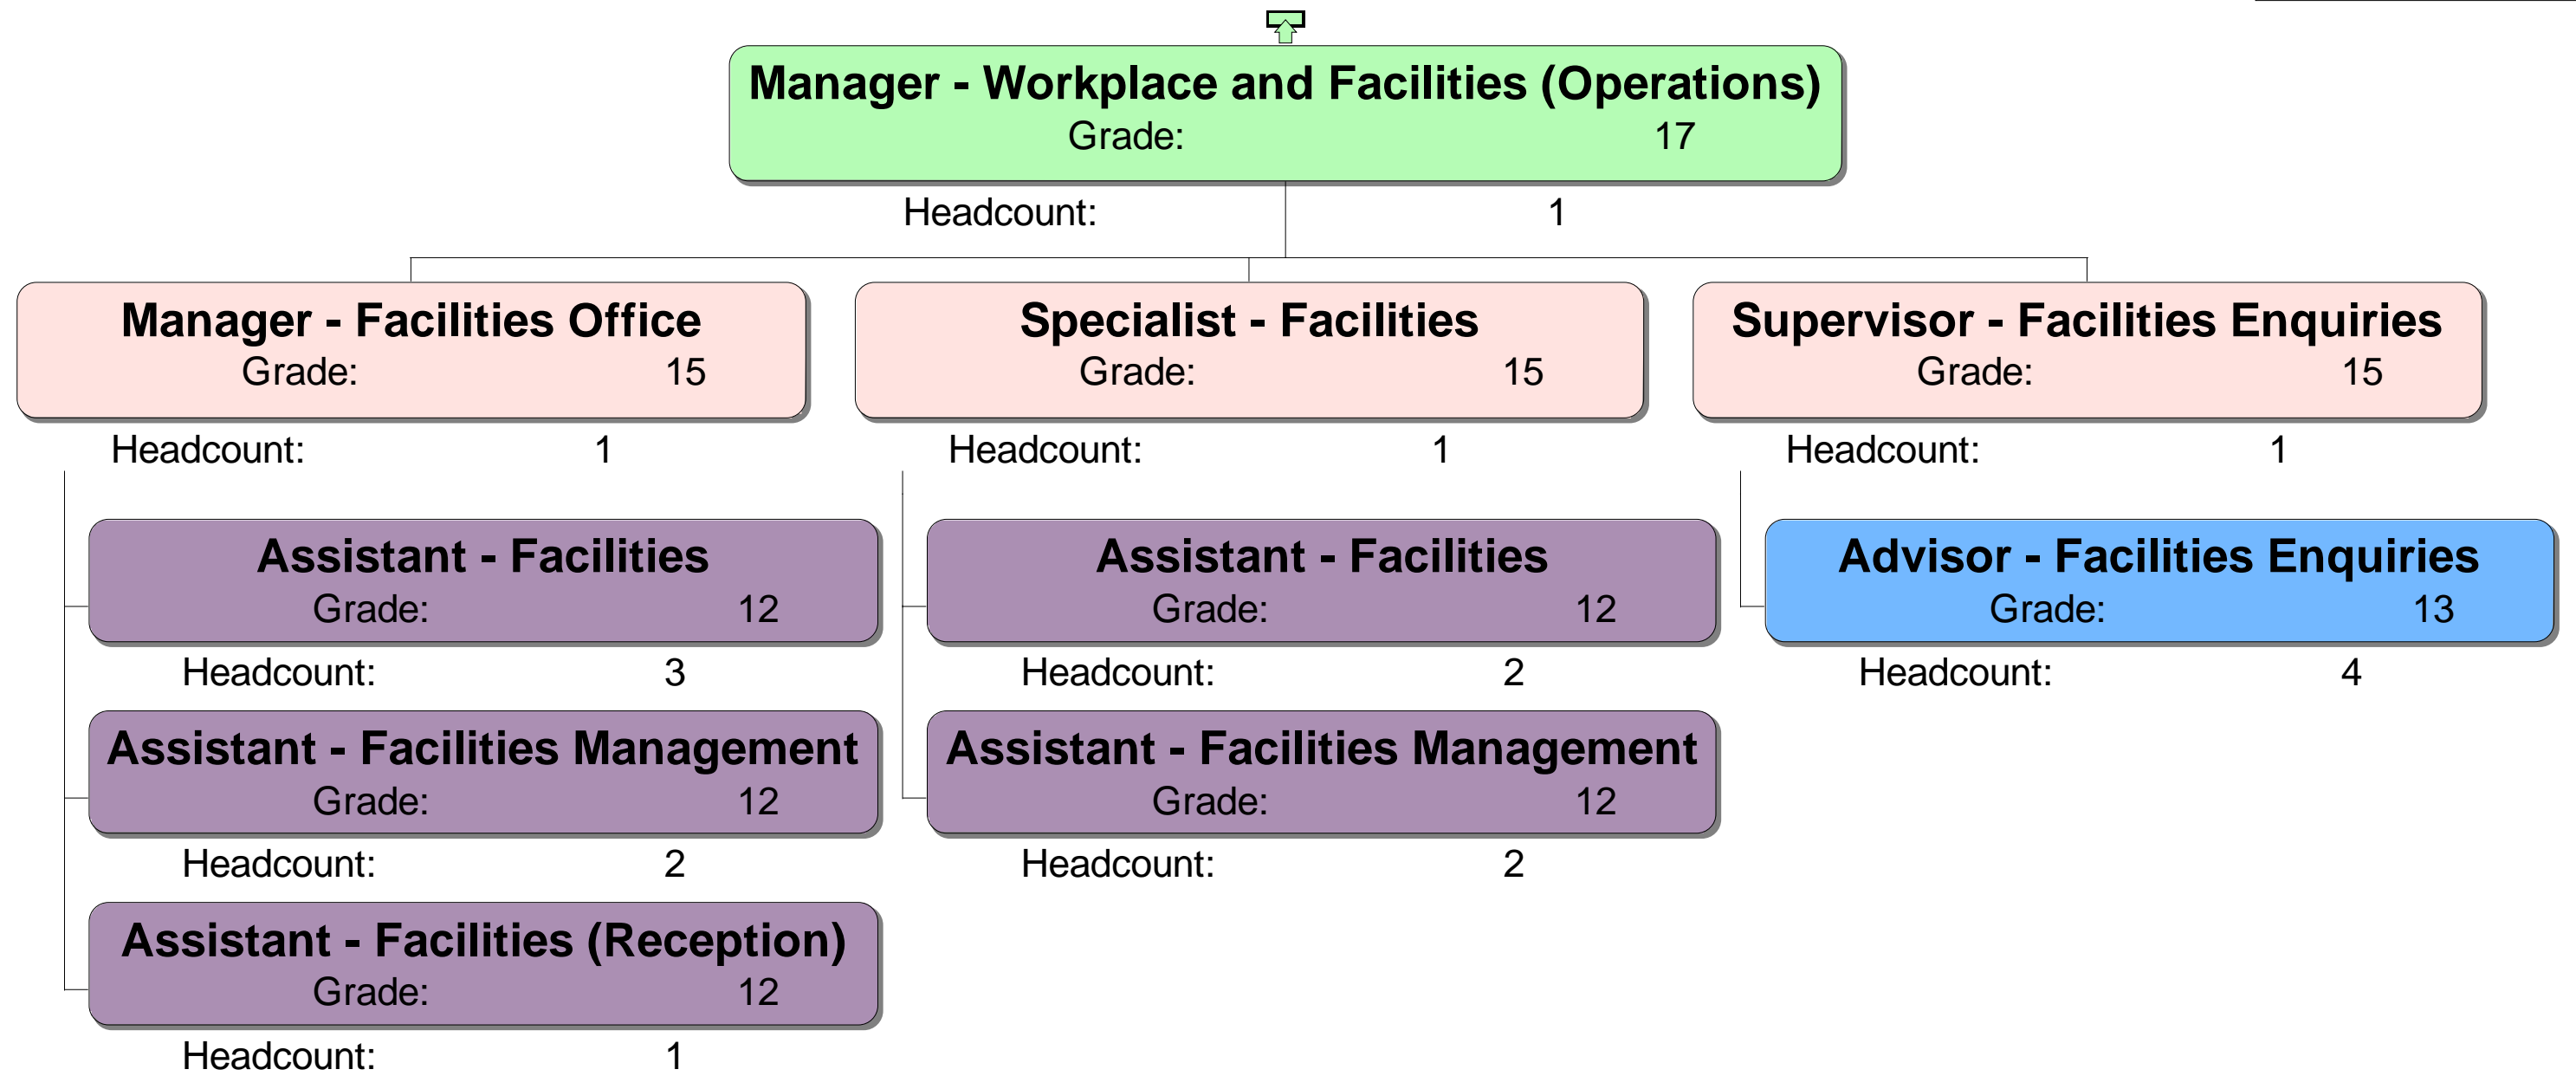 Manager - Workplace and Facilities (Operations)
Grade: 17
Headcount: 1
Manager - Facilities Office
Grade: 15
Headcount: 1
Specialist - Facilities
Grade: 15
Headcount: 1
Supervisor - Facilities Enquiries
Grade: 15
Headcount: 1
Assistant - Facilities
Grade: 12
Headcount: 3
Assistant - Facilities Management
Grade: 12
Headcount: 2
Assistant - Facilities (Reception)
Grade: 12
Headcount: 1
Assistant - Facilities
Grade: 12
Headcount: 2
Assistant - Facilities Management
Grade: 12
Headcount: 2
Advisor - Facilities Enquiries
Grade: 13
Headcount: 4